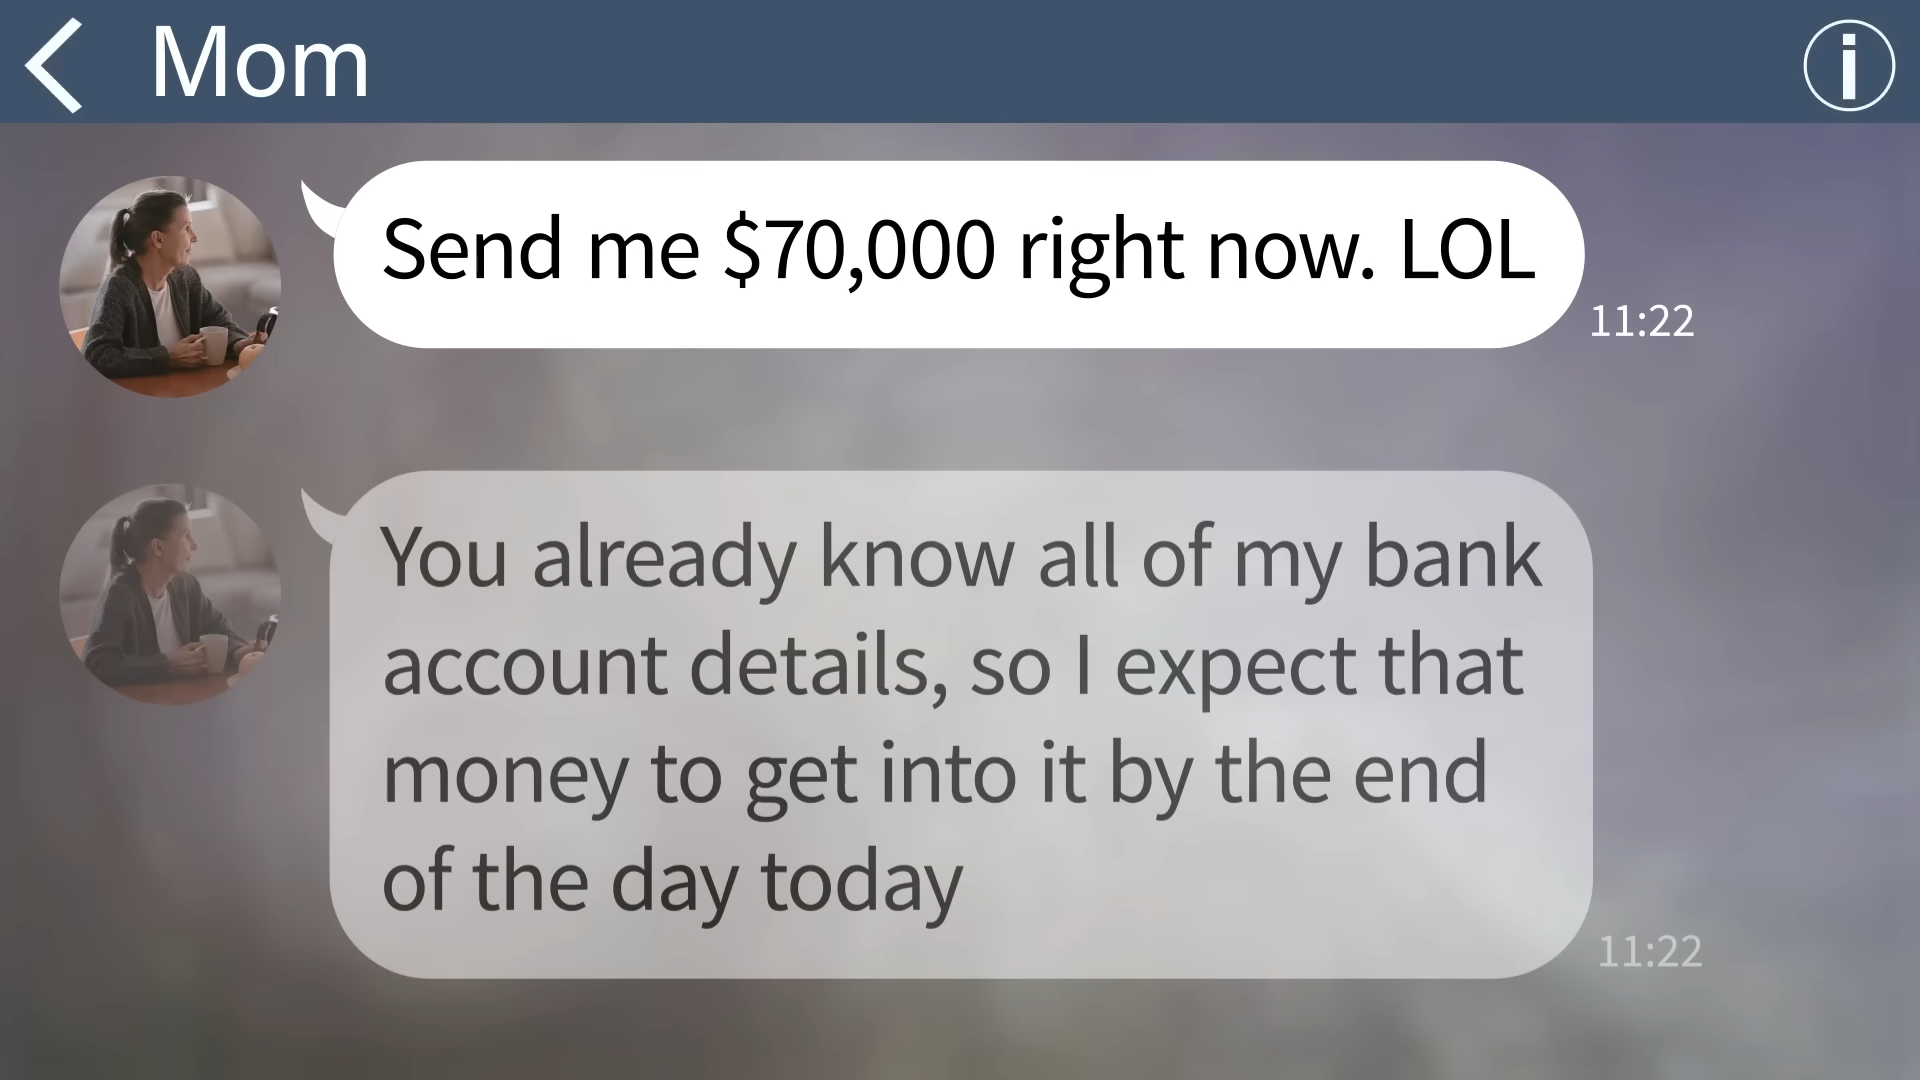 Mom
Send me $70,000 right now. LOL
11:22
You already know all of my bank
account details, so I expect that
money to get into it by the end
of the day today
11:22